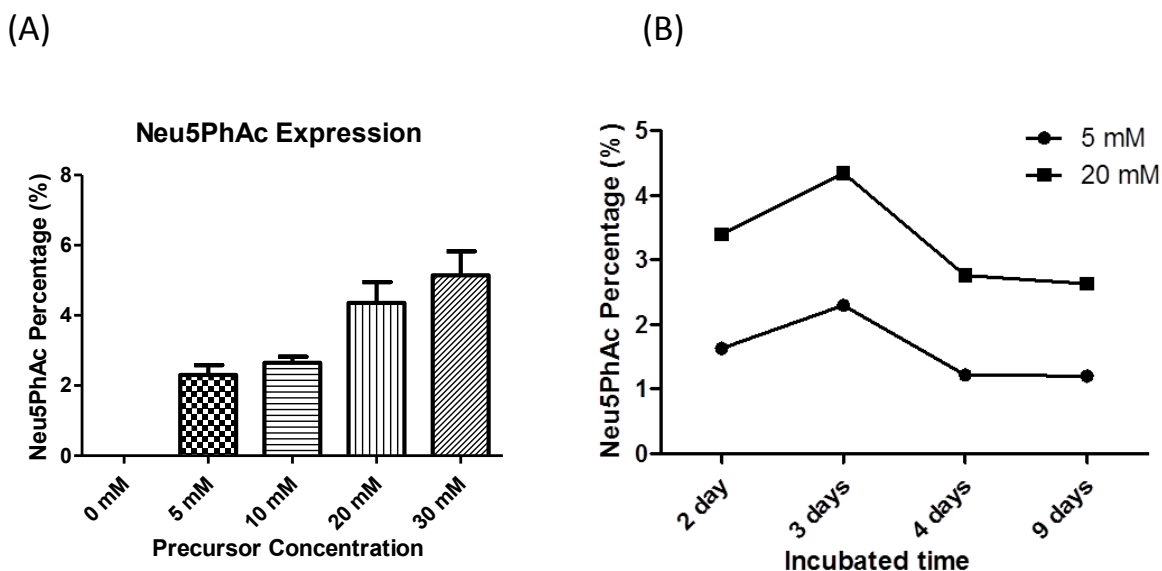 (A)
Neu5PhAc Expression
Neu5PhAc Percentage (%)
8
6
4
2
0
0 mM
5 mM
10 mM
20 mM
30 mM
Precursor Concentration
(B)
Neu5PhAc Percentage (%)
5
4
3
2
1
0
5 mM
20 mM
2 day
3 days
4 days
9 days
Incubated time